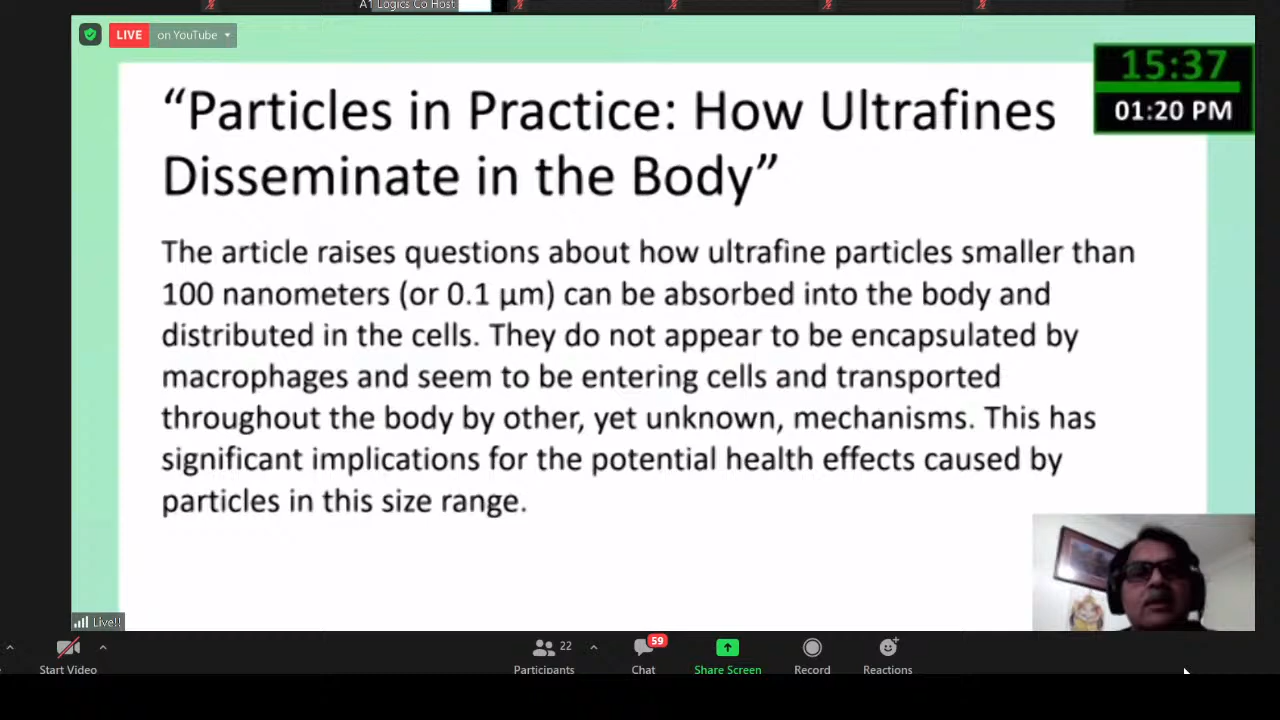 A1 Logics Co Host
LIVE on YouTube
15:37
01:20 PM
“Particles in Practice: How Ultrafines
Disseminate in the Body”
The article raises questions about how ultrafine particles smaller than
100 nanometers (or 0.1 µm) can be absorbed into the body and
distributed in the cells. They do not appear to be encapsulated by
macrophages and seem to be entering cells and transported
throughout the body by other, yet unknown, mechanisms. This has
significant implications for the potential health effects caused by
particles in this size range.
Live!!
22
59
Start Video
Participants
Chat
Share Screen
Record
Reactions